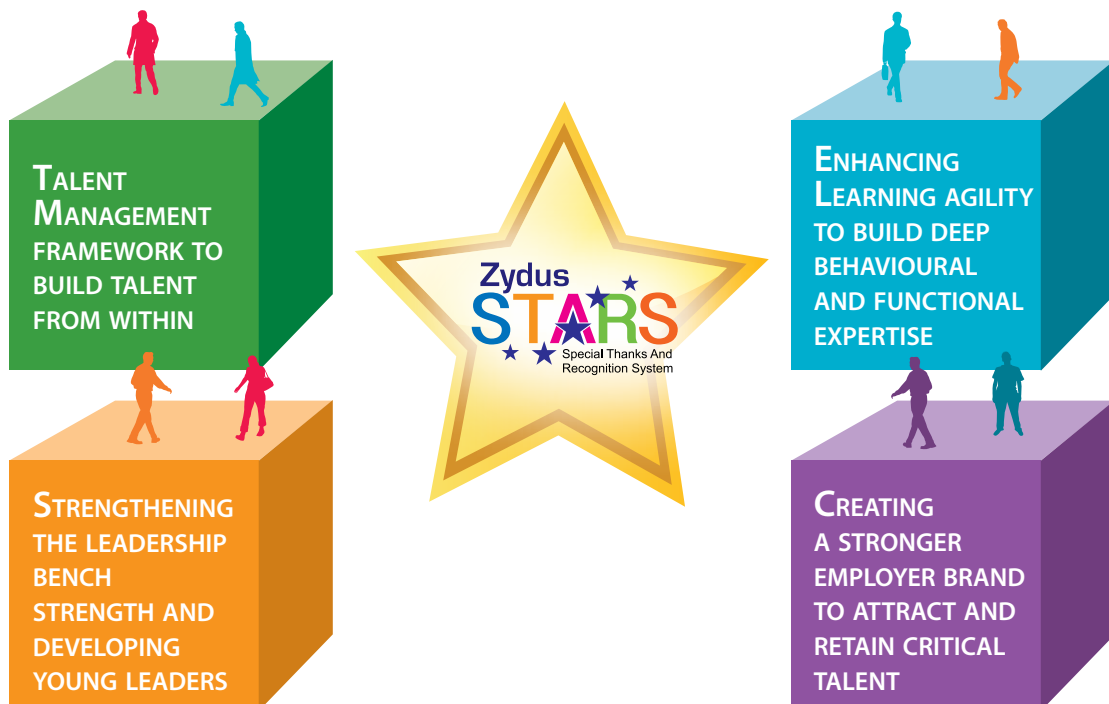 TALENT
MANAGEMENT
FRAMEWORK TO
BUILD TALENT
FROM WITHIN
Zydus
STARS
Special Thanks And
Recognition System
ENHANCING
LEARNING AGILITY
TO BUILD DEEP
BEHAVIOURAL
AND FUNCTIONAL
EXPERTISE
STRENGTHENING
THE LEADERSHIP
BENCH
STRENGTH AND
DEVELOPING
YOUNG LEADERS
CREATING
A STRONGER
EMPLOYER BRAND
TO ATTRACT AND
RETAIN CRITICAL
TALENT